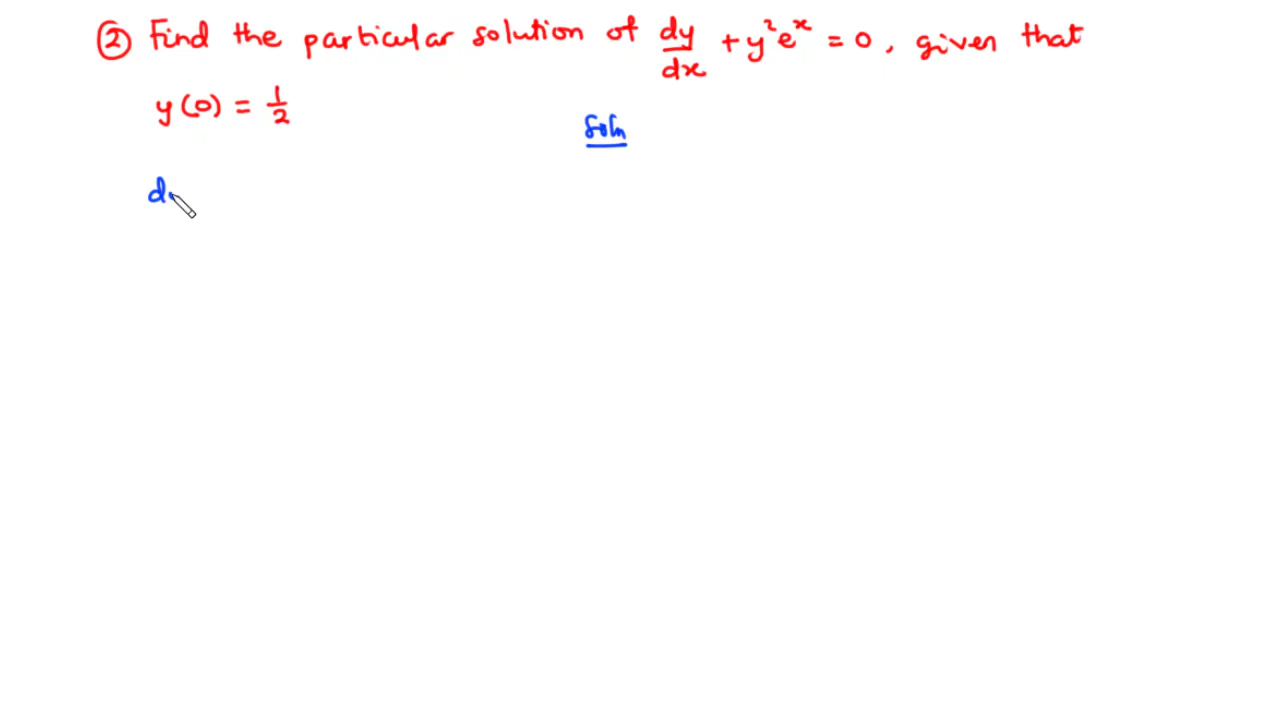 ② Find the particular solution of dy/dx + y²eˣ = 0, given that
y(0) = 1/2
Soln
d